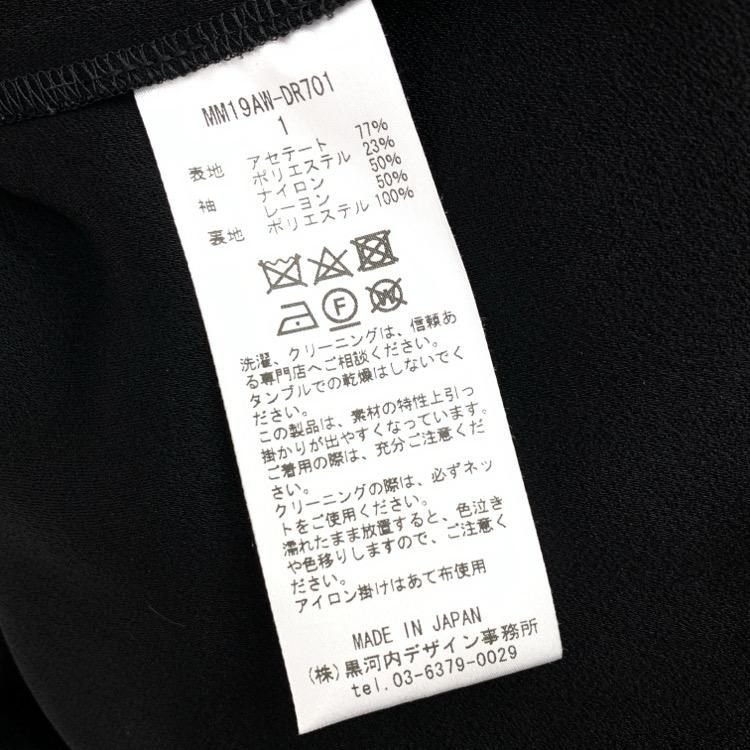 MM19AW-DR701
1
表地 アセテート 77%
ポリエステル 23%
袖 ナイロン 50%
レーヨン 50%
裏地 ポリエステル 100%
F
W
洗濯、クリーニングは、信頼あ
る専門店へご相談ください。
タンブルでの乾燥はしないでく
ださい。
この製品は、素材の特性上引っ
掛かりが出やすくなっています。
ご着用の際は、充分ご注意くだ
さい。
クリーニングの際は、必ずネッ
トをご使用ください。
濡れたまま放置すると、色泣き
や色移りしますので、ご注意く
ださい。
アイロン掛けはあて布使用
MADE IN JAPAN
(株)黒河内デザイン事務所
tel.03-6379-0029